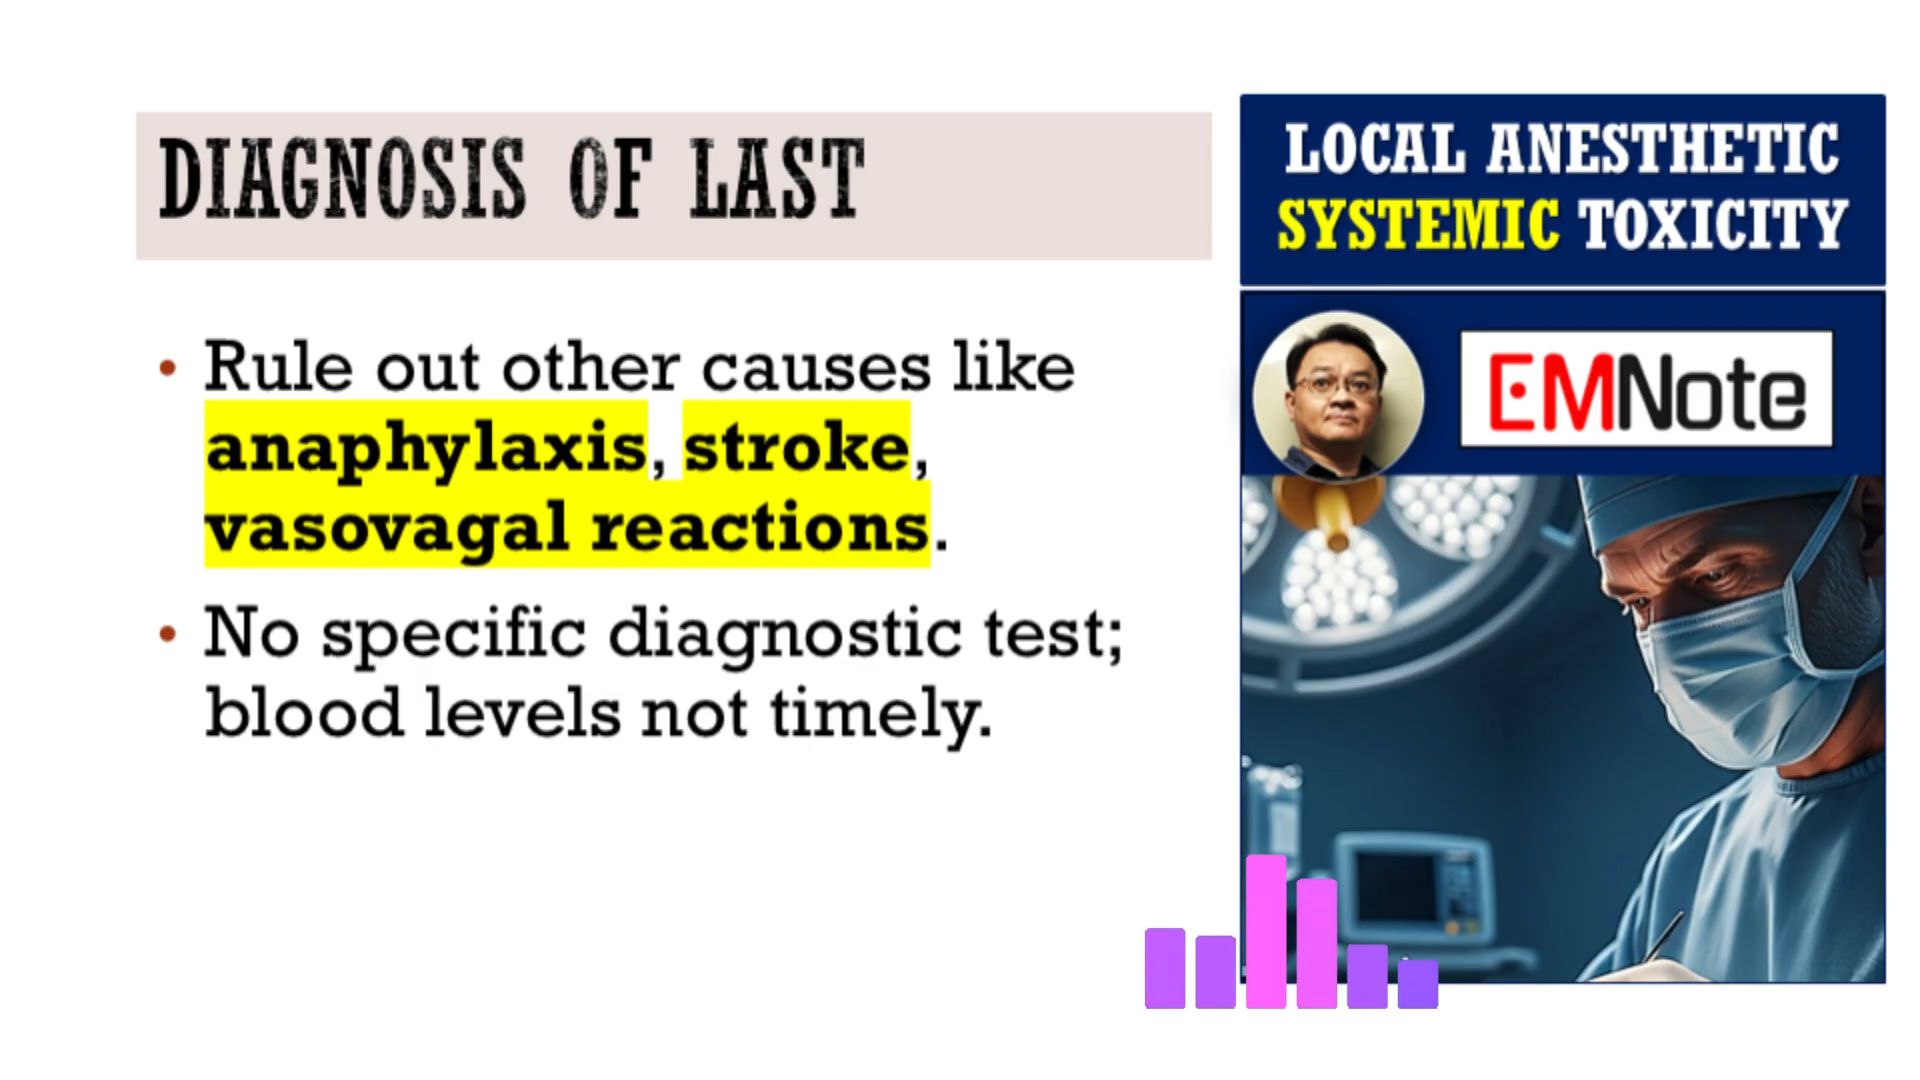 DIAGNOSIS OF LAST
• Rule out other causes like
anaphylaxis, stroke,
vasovagal reactions.
• No specific diagnostic test;
blood levels not timely.
LOCAL ANESTHETIC
SYSTEMIC TOXICITY
EMNote